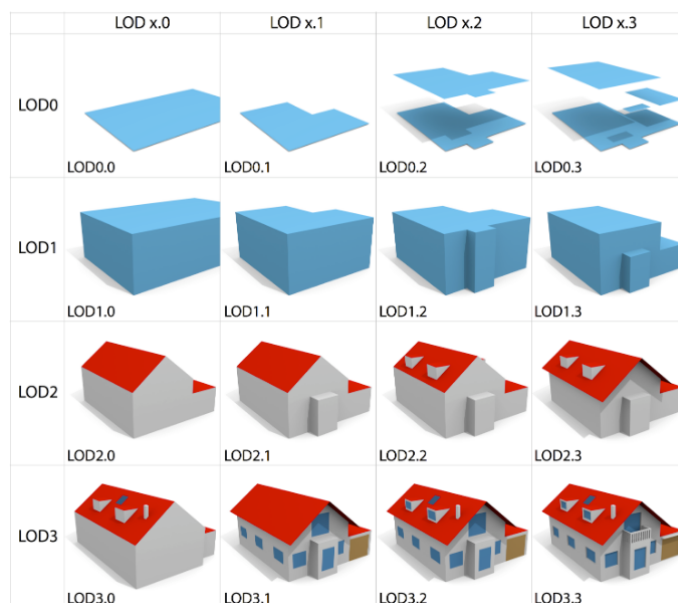 LOD x.0 LOD x.1 LOD x.2 LOD x.3
LOD0
LOD0.0 LOD0.1 LOD0.2 LOD0.3
LOD1
LOD1.0 LOD1.1 LOD1.2 LOD1.3
LOD2
LOD2.0 LOD2.1 LOD2.2 LOD2.3
LOD3
LOD3.0 LOD3.1 LOD3.2 LOD3.3